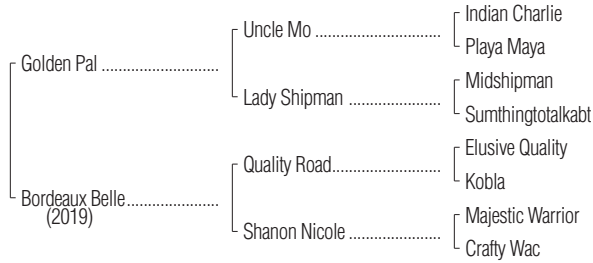 Indian Charlie
Uncle Mo
Playa Maya
Golden Pal
Midshipman
Lady Shipman
Sumthingtotalkabt
Elusive Quality
Quality Road
Kobla
Bordeaux Belle
(2019)
Majestic Warrior
Shanon Nicole
Crafty Wac